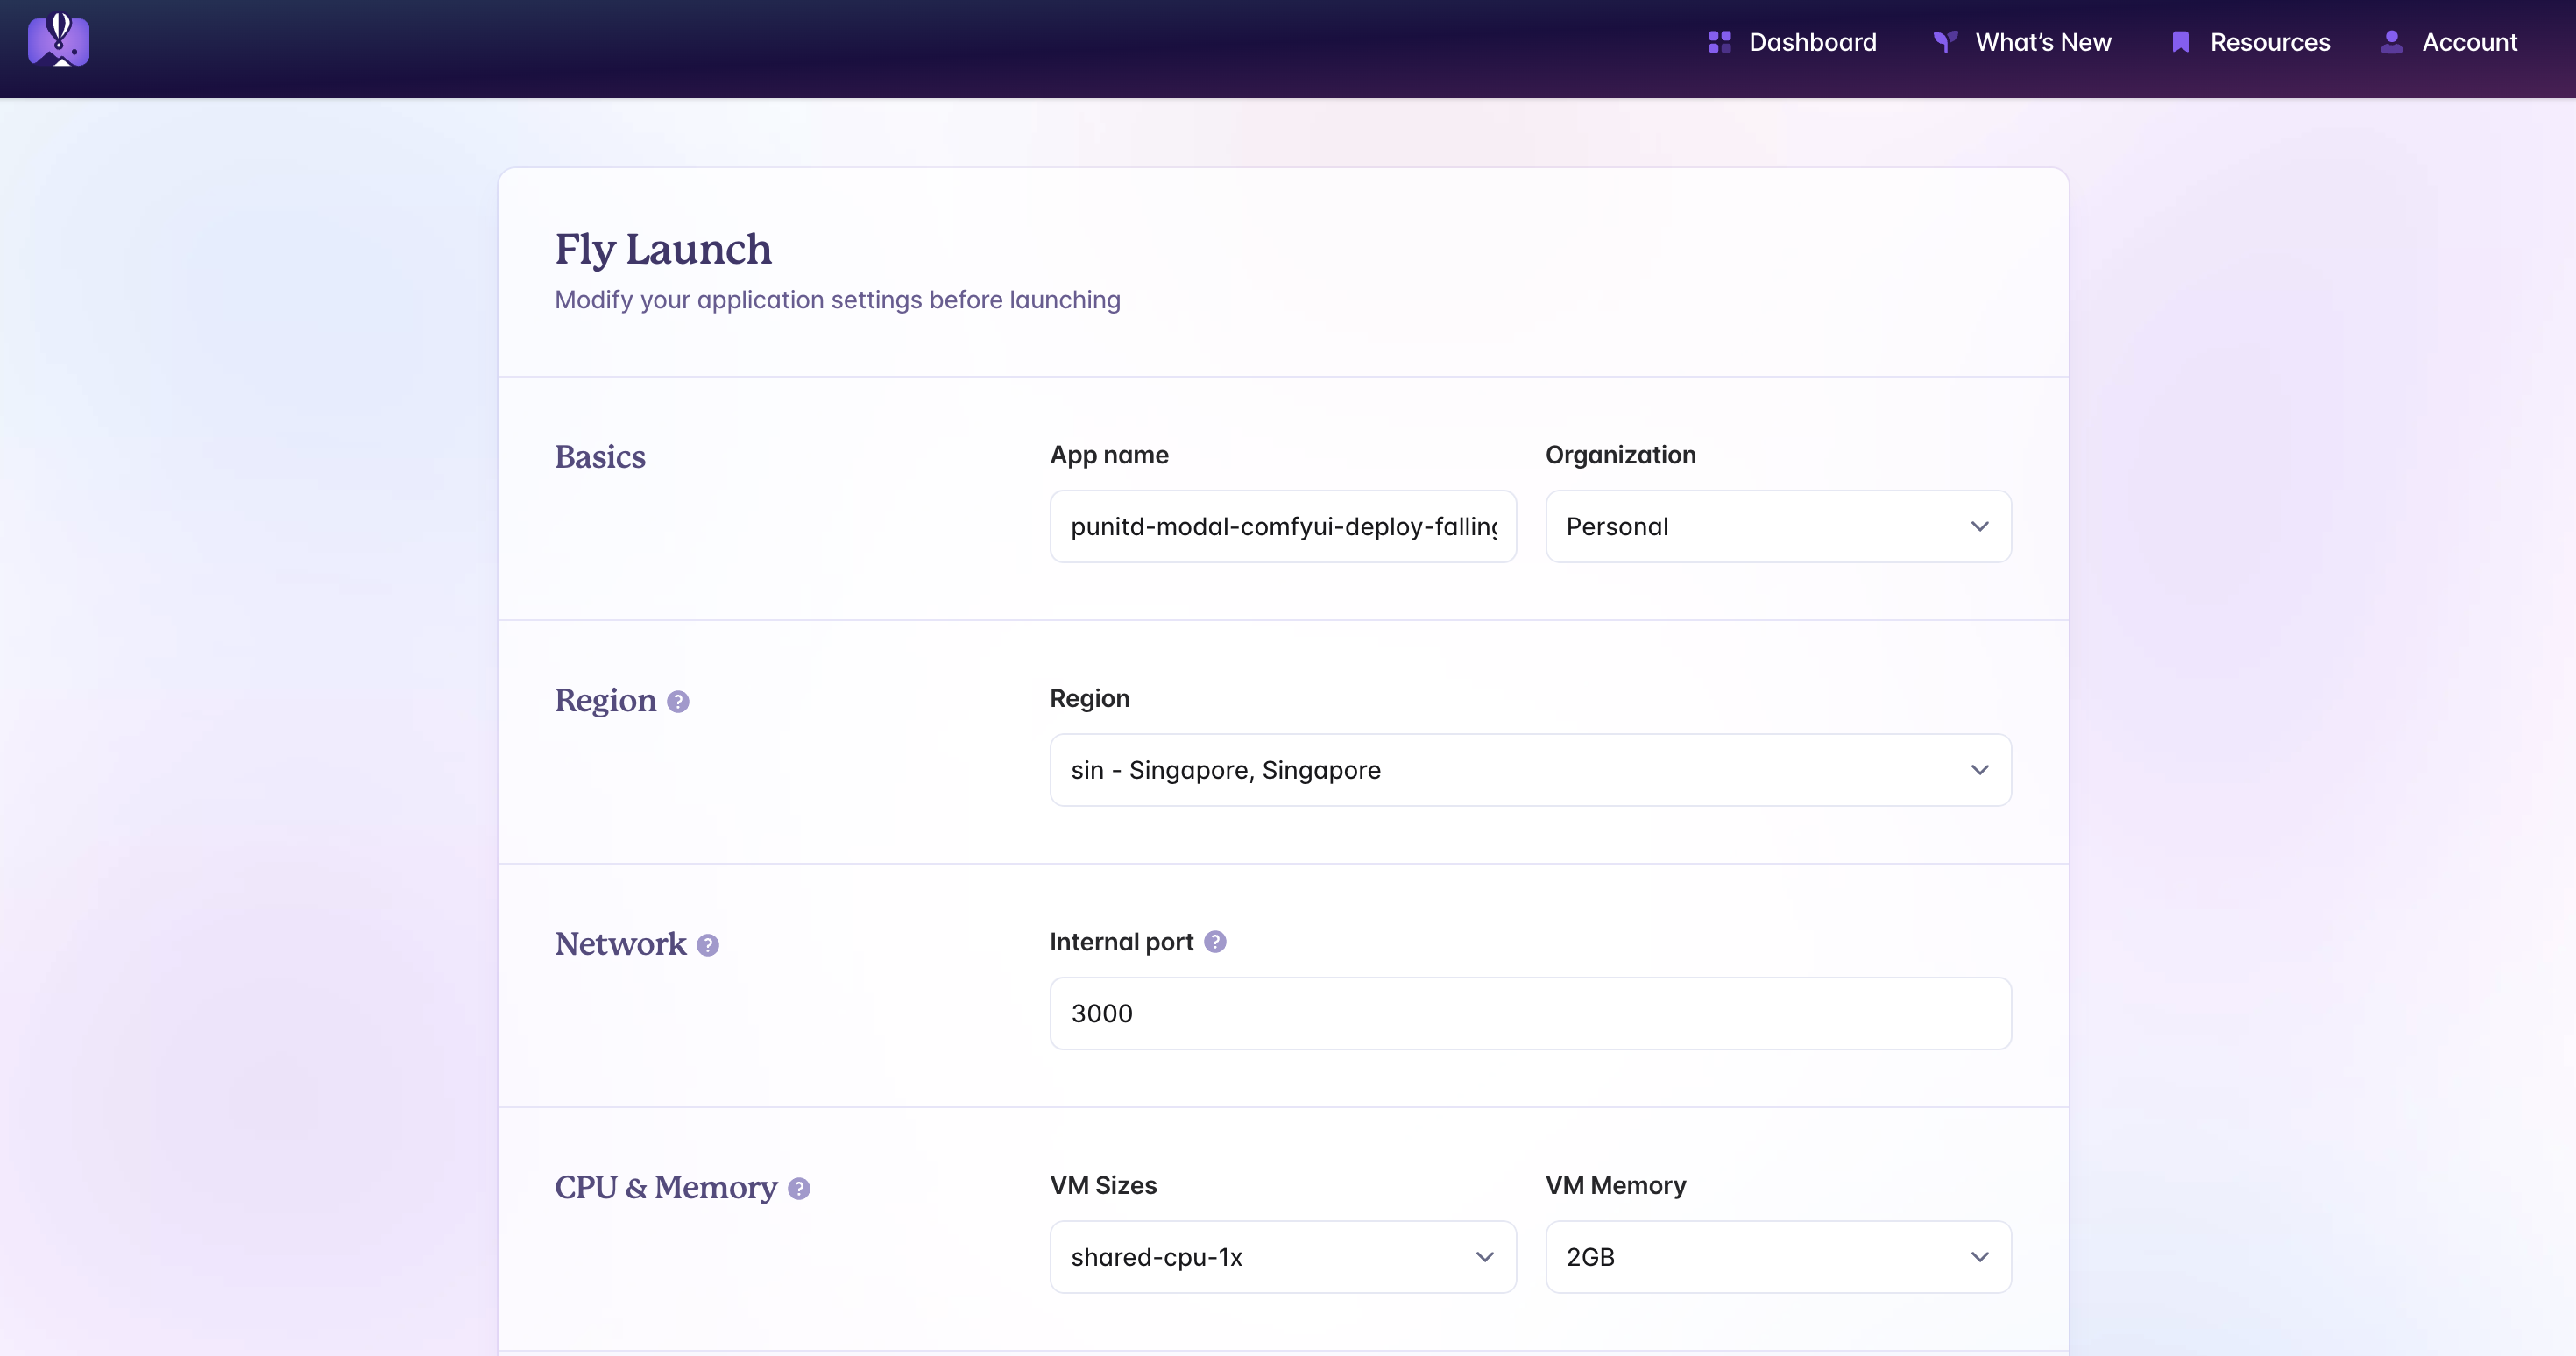 Dashboard
What's New
Resources
Account
Fly Launch
Modify your application settings before launching
Basics
App name
Organization
punitd-modal-comfyui-deploy-falling
Personal
Region ?
Region
sin - Singapore, Singapore
Network ?
Internal port ?
3000
CPU & Memory ?
VM Sizes
VM Memory
shared-cpu-1x
2GB